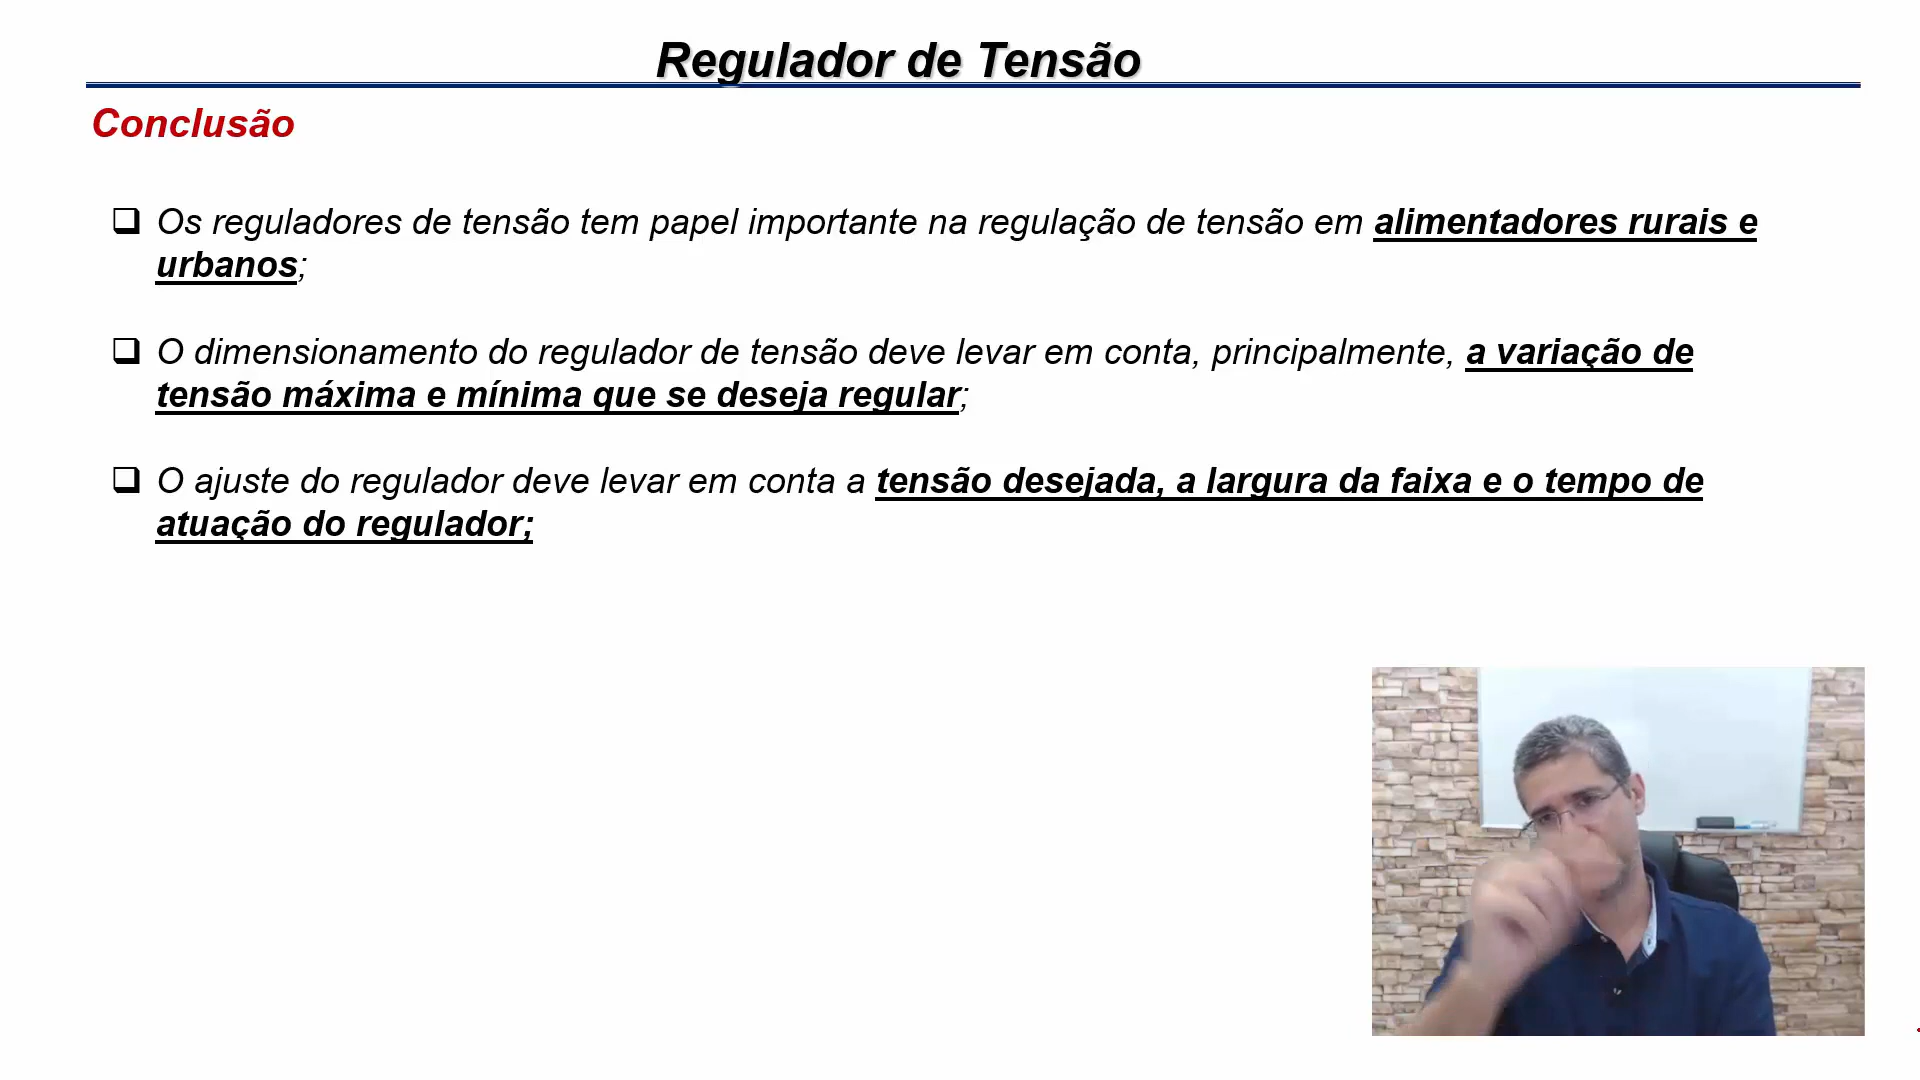 Regulador de Tensão
Conclusão
Os reguladores de tensão tem papel importante na regulação de tensão em alimentadores rurais e
urbanos;
O dimensionamento do regulador de tensão deve levar em conta, principalmente, a variação de
tensão máxima e mínima que se deseja regular;
O ajuste do regulador deve levar em conta a tensão desejada, a largura da faixa e o tempo de
atuação do regulador;